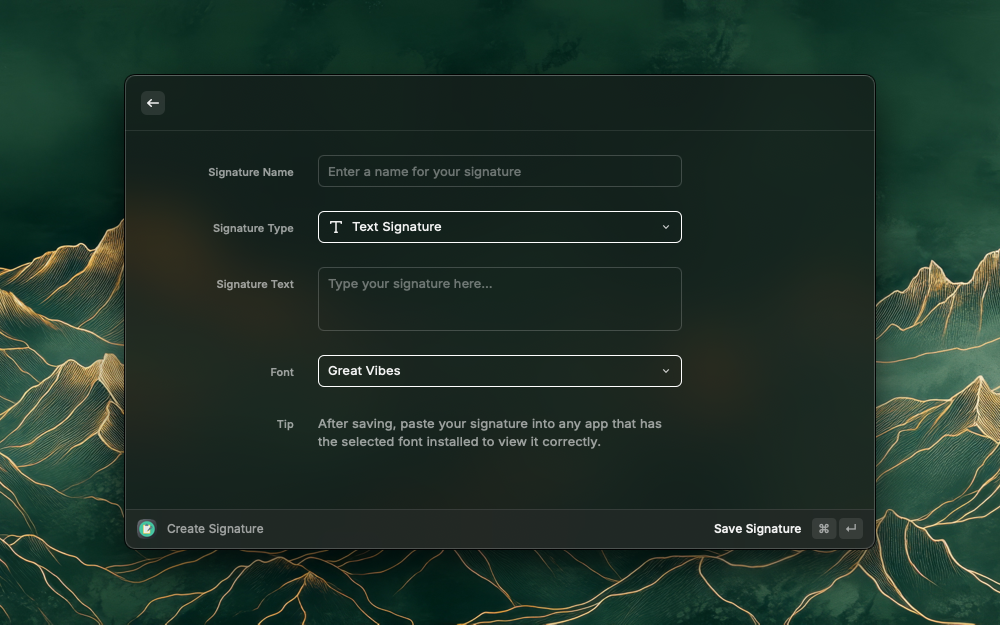 Signature Name
Enter a name for your signature
Signature Type
Text Signature
Signature Text
Type your signature here...
Font
Great Vibes
Tip
After saving, paste your signature into any app that has
the selected font installed to view it correctly.
Create Signature
Save Signature ⌘ ↵